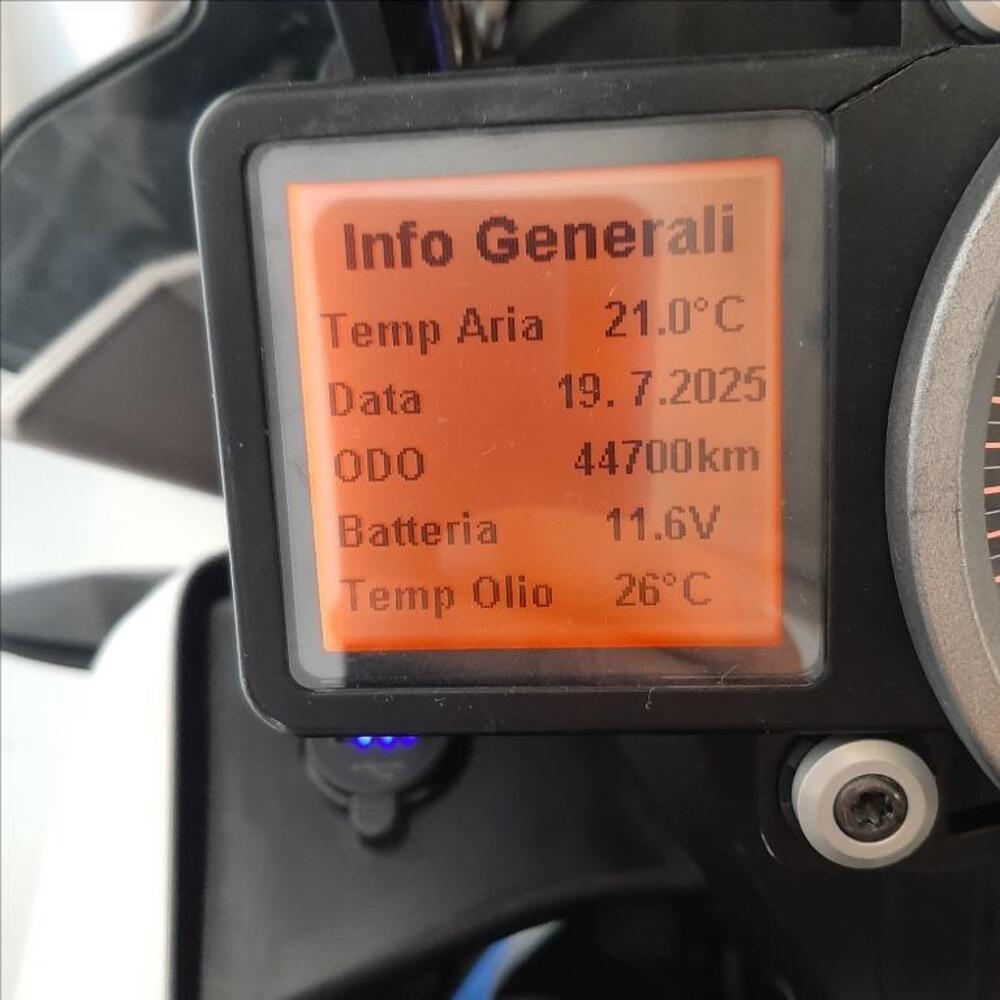 Info Generali
Temp Aria 21.0°C
Data 19. 7.2025
ODO 44700km
Batteria 11.6V
Temp Olio 26°C